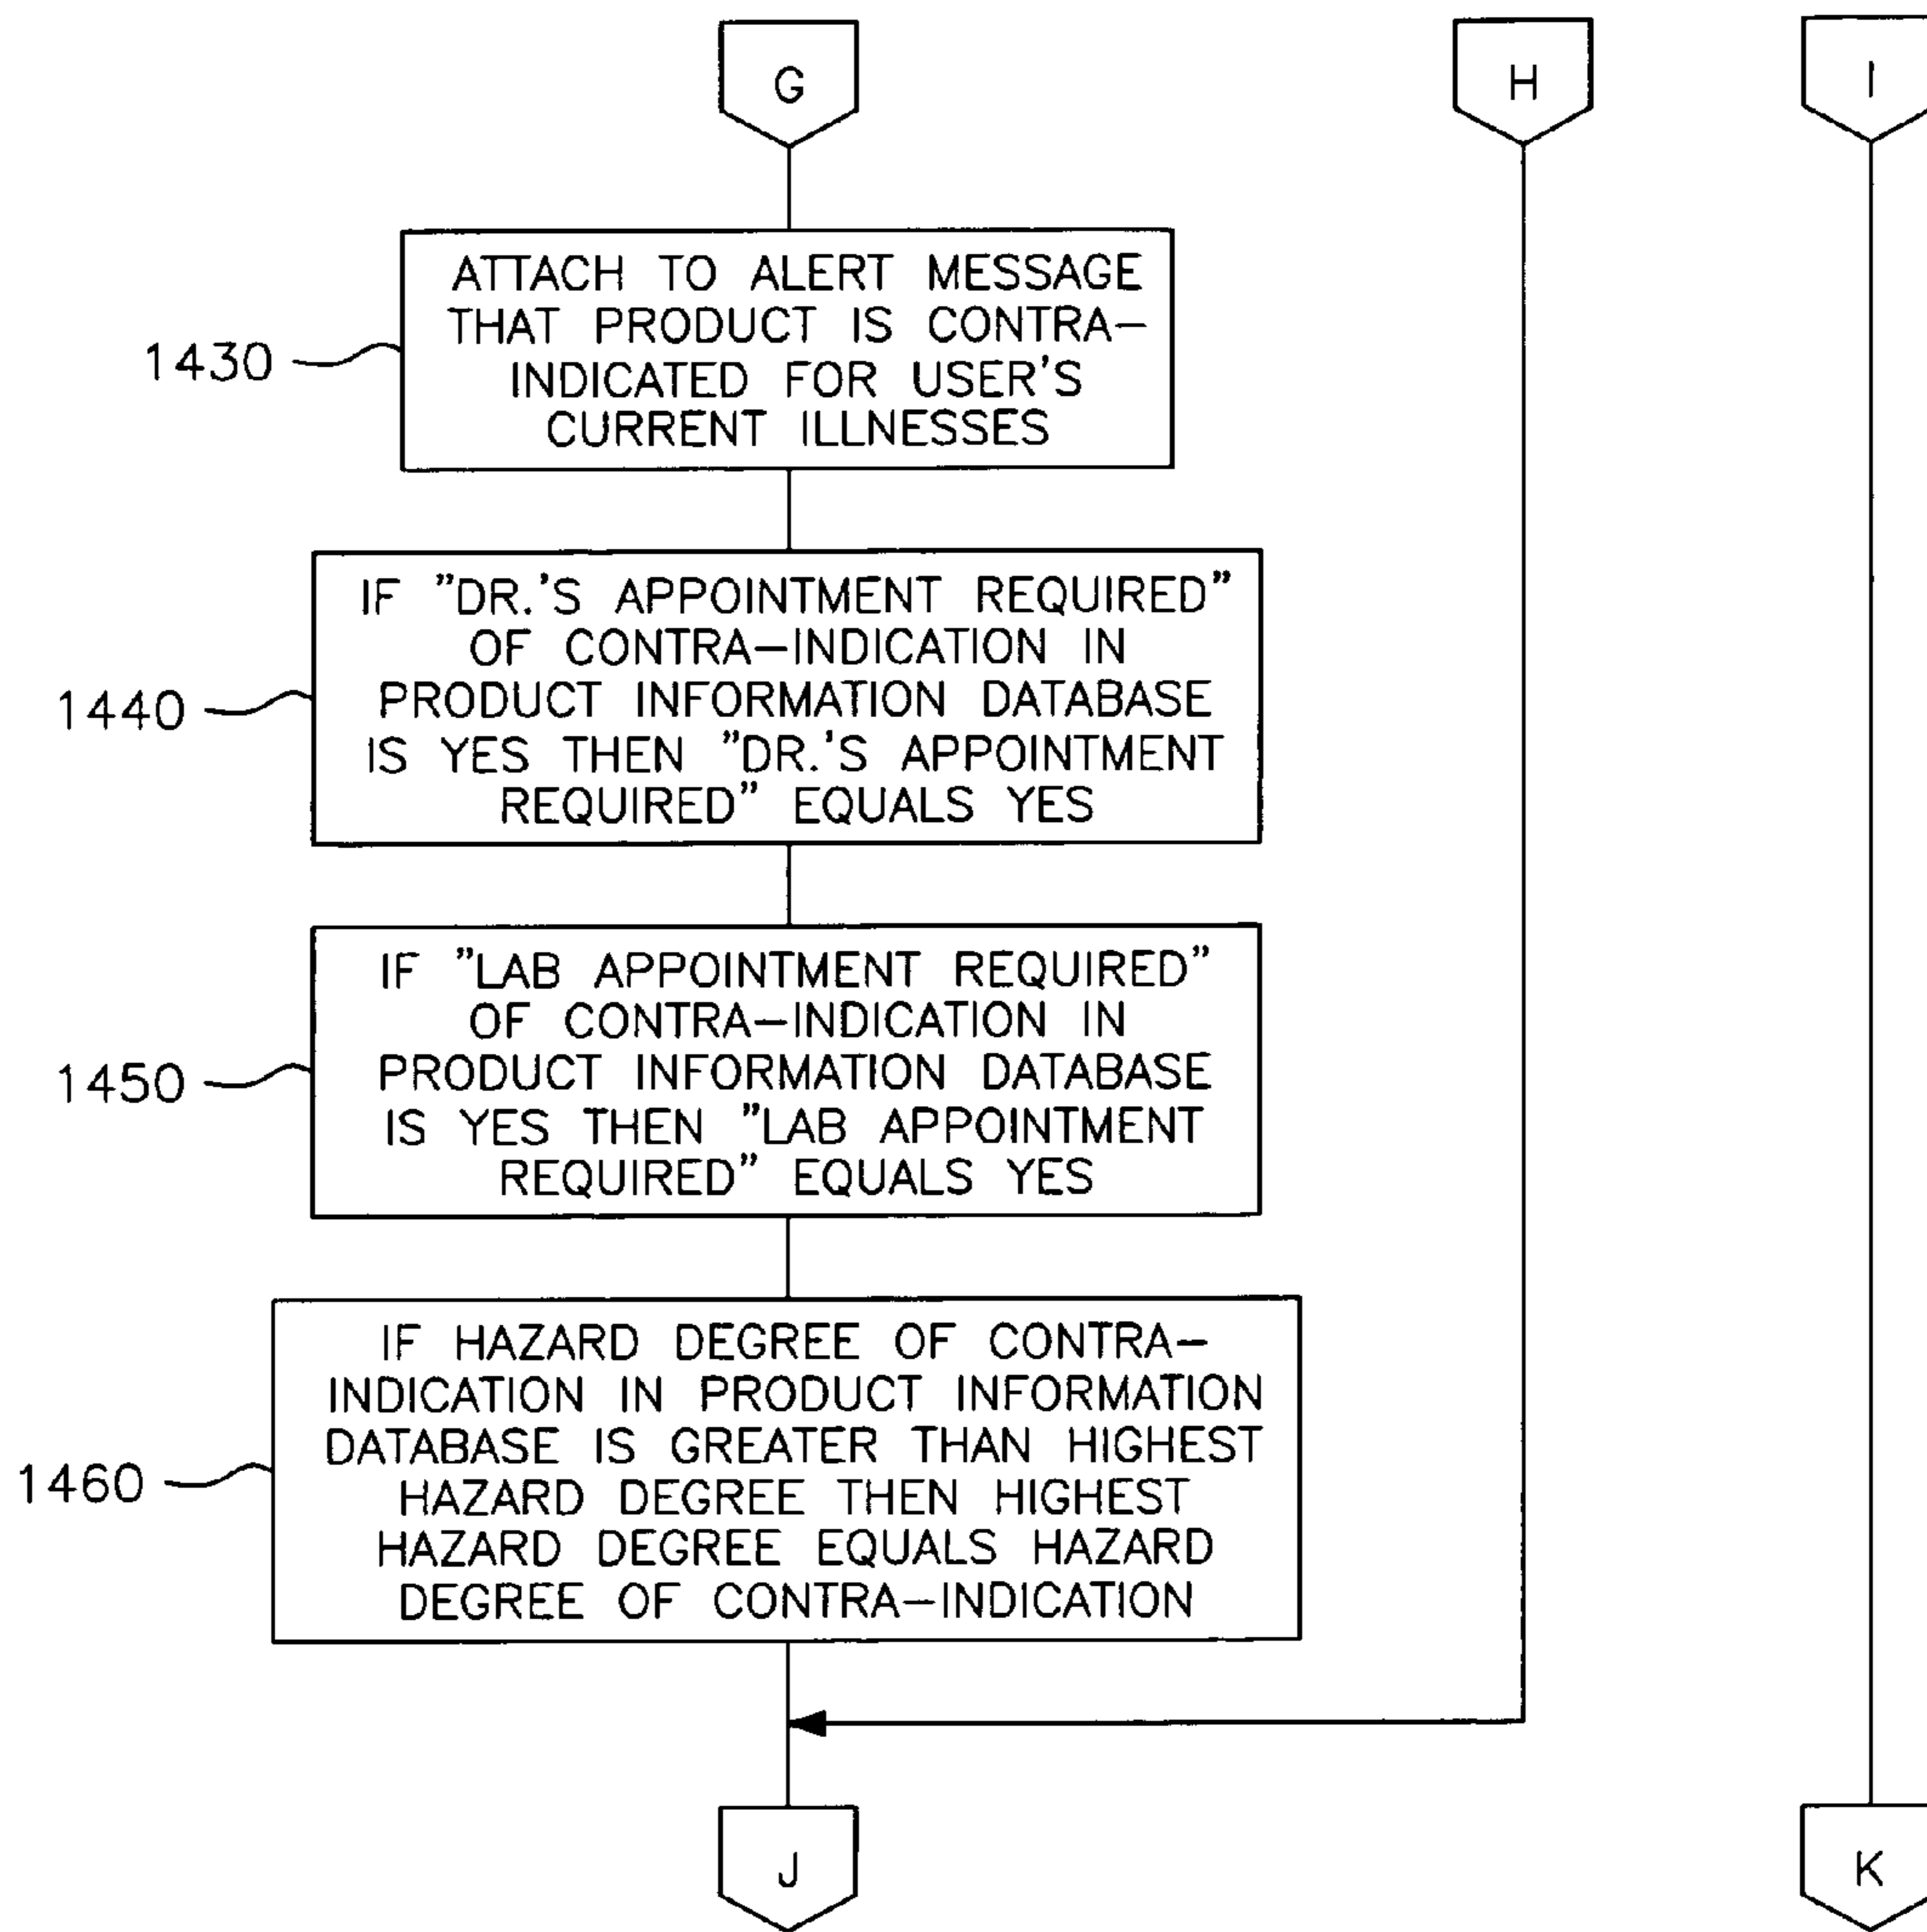 G
H
I
1430
ATTACH TO ALERT MESSAGE
THAT PRODUCT IS CONTRA-
INDICATED FOR USER'S
CURRENT ILLNESSES
1440
IF "DR.'S APPOINTMENT REQUIRED"
OF CONTRA-INDICATION IN
PRODUCT INFORMATION DATABASE
IS YES THEN "DR.'S APPOINTMENT
REQUIRED" EQUALS YES
1450
IF "LAB APPOINTMENT REQUIRED"
OF CONTRA-INDICATION IN
PRODUCT INFORMATION DATABASE
IS YES THEN "LAB APPOINTMENT
REQUIRED" EQUALS YES
1460
IF HAZARD DEGREE OF CONTRA-
INDICATION IN PRODUCT INFORMATION
DATABASE IS GREATER THAN HIGHEST
HAZARD DEGREE THEN HIGHEST
HAZARD DEGREE EQUALS HAZARD
DEGREE OF CONTRA-INDICATION
J
K